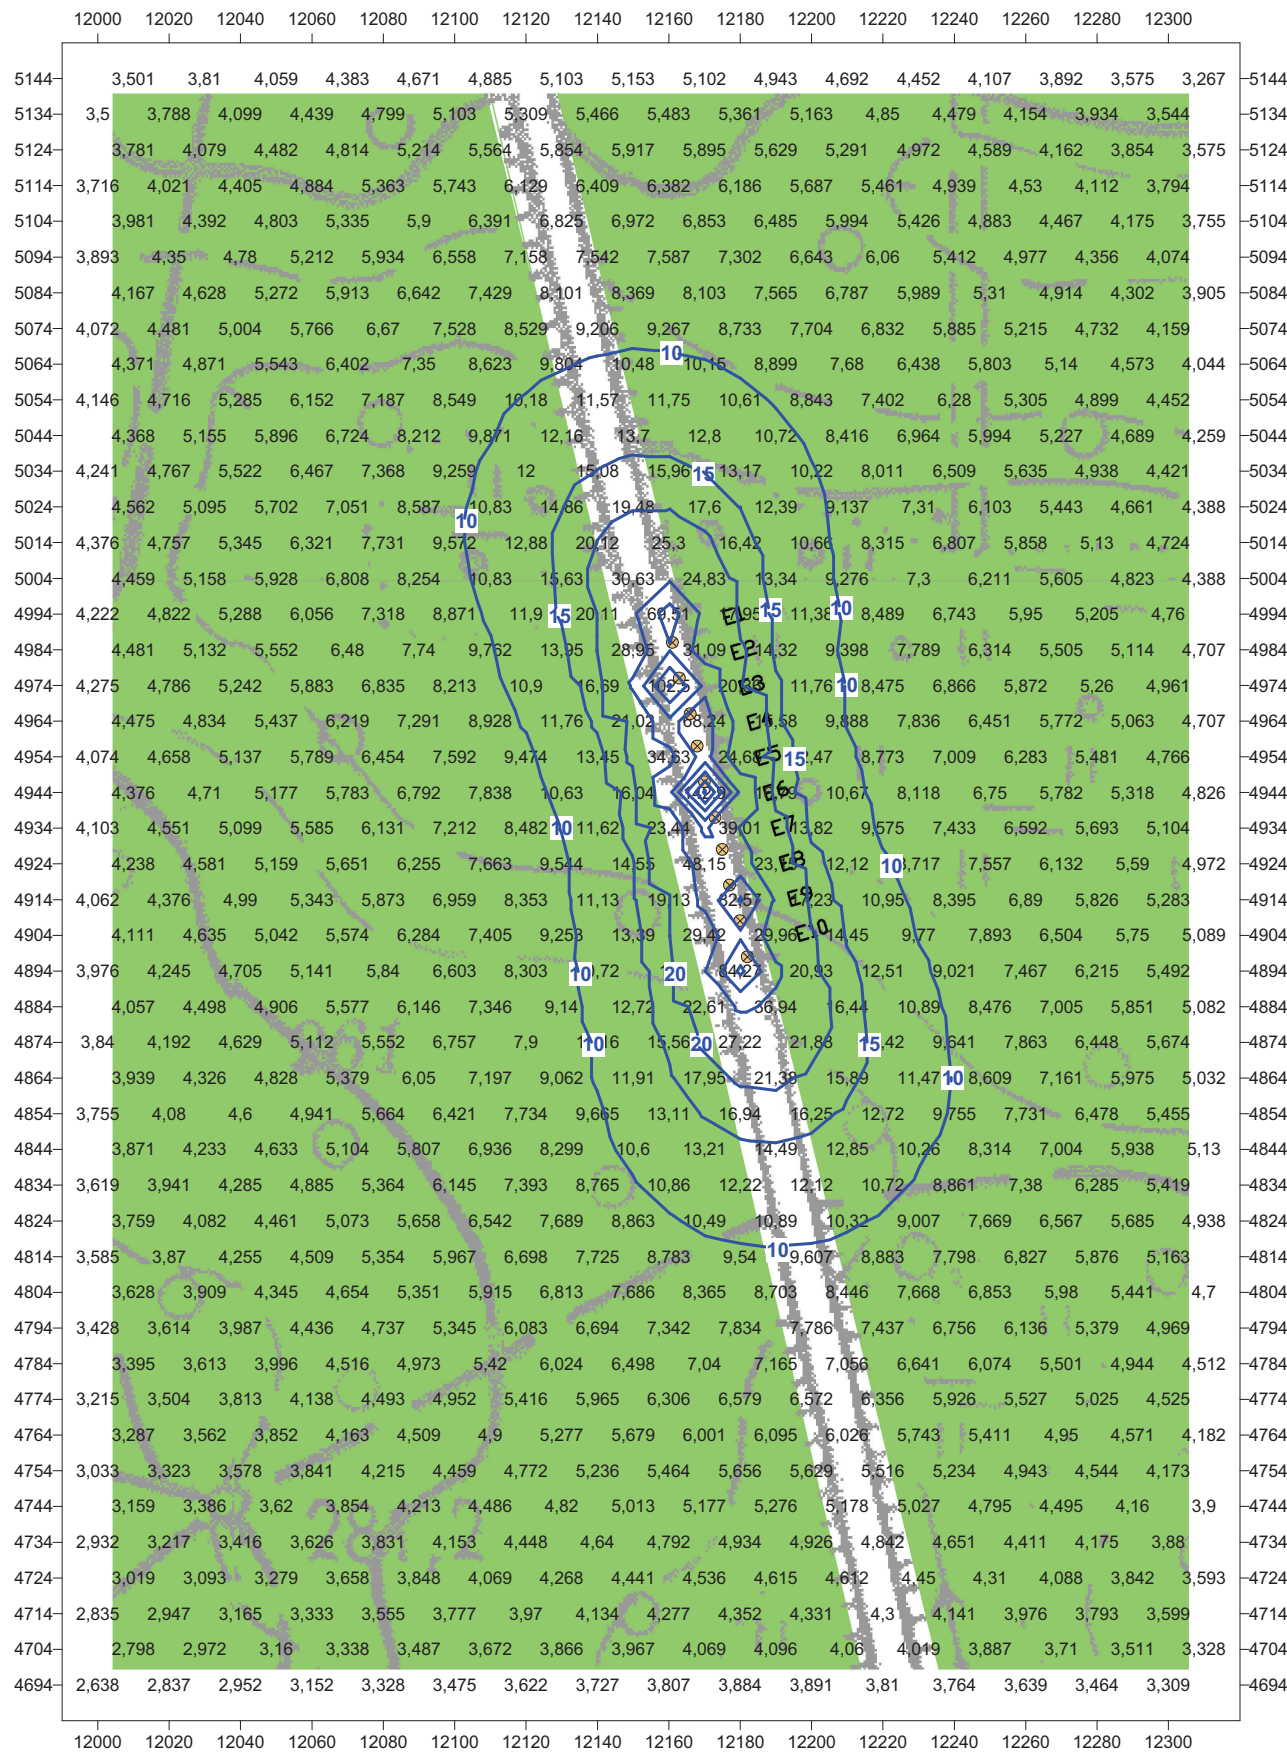 12000 12020 12040 12060 12080 12100 12120 12140 12160 12180 12200 12220 12240 12260 12280 12300
5144 3,501 3,81 4,059 4,383 4,671 4,885 5,103 5,153 5,102 4,943 4,692 4,452 4,107 3,892 3,575 3,267 5144
5134 3,5 3,788 4,099 4,439 4,799 5,103 5,309 5,466 5,483 5,361 5,163 4,85 4,479 4,154 3,934 3,544 5134
5124 3,781 4,079 4,482 4,814 5,214 5,564 5,854 5,917 5,895 5,629 5,291 4,972 4,589 4,162 3,854 3,575 5124
5114 3,716 4,021 4,405 4,884 5,363 5,743 6,129 6,409 6,382 6,186 5,687 5,461 4,939 4,53 4,112 3,794 5114
5104 3,981 4,392 4,803 5,335 5,9 6,391 6,825 6,972 6,853 6,485 5,994 5,426 4,883 4,467 4,175 3,755 5104
5094 3,893 4,35 4,78 5,212 5,934 6,558 7,158 7,542 7,587 7,302 6,643 6,06 5,412 4,977 4,356 4,074 5094
5084 4,167 4,628 5,272 5,913 6,642 7,429 8,101 8,369 8,103 7,565 6,787 5,989 5,31 4,914 4,302 3,905 5084
5074 4,072 4,481 5,004 5,766 6,67 7,528 8,529 9,206 9,267 8,733 7,704 6,832 5,885 5,215 4,732 4,159 5074
5064 4,371 4,871 5,543 6,402 7,35 8,623 9,804 10,48 10 10,15 8,899 7,68 6,438 5,803 5,14 4,573 4,044 5064
5054 4,146 4,716 5,285 6,152 7,187 8,549 10,18 11,57 11,75 10,61 8,843 7,402 6,28 5,305 4,899 4,452 5054
5044 4,368 5,155 5,896 6,724 8,212 9,871 12,16 13,7 12,8 10,72 8,416 6,964 5,994 5,227 4,689 4,259 5044
5034 4,241 4,767 5,522 6,467 7,368 9,259 12 15,08 15,96 15 13,17 10,22 8,011 6,509 5,635 4,938 4,421 5034
5024 4,562 5,095 5,702 7,051 8,587 10 10,83 14,86 19,48 17,6 12,39 9,137 7,31 6,103 5,443 4,661 4,388 5024
5014 4,376 4,757 5,345 6,321 7,731 9,572 12,88 20,12 25,3 16,42 10,66 8,315 6,807 5,858 5,13 4,724 5014
5004 4,459 5,158 5,928 6,808 8,254 10,83 15,63 30,63 24,83 13,34 9,276 7,3 6,211 5,605 4,823 4,388 5004
4994 4,222 4,822 5,288 6,056 7,318 8,871 11,9 15 20,11 69,51 E1 15 11,38 10 8,489 6,743 5,95 5,205 4,76 4994
4984 4,481 5,132 5,552 6,48 7,74 9,762 13,95 28,95 31,09 E2 14,32 9,398 7,789 6,314 5,505 5,114 4,707 4984
4974 4,275 4,786 5,242 5,883 6,835 8,213 10,9 16,69 102,5 E3 11,76 10 8,475 6,866 5,872 5,26 4,961 4974
4964 4,475 4,834 5,437 6,219 7,291 8,928 11,76 21,02 68,24 E4 9,888 7,836 6,451 5,772 5,063 4,707 4964
4954 4,074 4,658 5,137 5,789 6,454 7,592 9,474 13,45 34,63 24,68 E5 15 8,773 7,009 6,283 5,481 4,766 4954
4944 4,376 4,71 5,177 5,783 6,792 7,838 10,63 16,04 E6 10,67 8,118 6,75 5,782 5,318 4,826 4944
4934 4,103 4,551 5,099 5,585 6,131 7,212 8,482 10 11,62 23,44 39,01 E7 13,82 9,575 7,433 6,592 5,693 5,104 4934
4924 4,238 4,581 5,159 5,651 6,255 7,663 9,544 14,55 48,15 E8 12,12 10 7,557 6,132 5,59 4,972 4924
4914 4,062 4,376 4,99 5,343 5,873 6,959 8,353 11,13 19,13 82,57 E9 10,95 8,395 6,89 5,826 5,283 4914
4904 4,111 4,635 5,042 5,574 6,284 7,405 9,253 13,39 29,42 29,96 E10 14,45 9,77 7,893 6,504 5,75 5,089 4904
4894 3,976 4,245 4,705 5,141 5,84 6,603 8,303 10 20 84,27 20,93 12,51 9,021 7,467 6,215 5,492 4894
4884 4,057 4,498 4,906 5,577 6,146 7,346 9,14 12,72 22,61 36,94 16,44 10,89 8,476 7,005 5,851 5,082 4884
4874 3,84 4,192 4,629 5,112 5,552 6,757 7,9 10 15,56 20 27,22 21,83 15 9,641 7,863 6,448 5,674 4874
4864 3,939 4,326 4,828 5,379 6,05 7,197 9,062 11,91 17,95 21,39 15,89 11,47 10 8,609 7,161 5,975 5,032 4864
4854 3,755 4,08 4,6 4,941 5,664 6,421 7,734 9,665 13,11 16,94 16,25 12,72 9,755 7,731 6,478 5,455 4854
4844 3,871 4,233 4,633 5,104 5,807 6,936 8,299 10,6 13,21 14,49 12,85 10,26 8,314 7,004 5,938 5,13 4844
4834 3,619 3,941 4,285 4,885 5,364 6,145 7,393 8,765 10,86 12,22 12,12 10,72 8,861 7,38 6,285 5,419 4834
4824 3,759 4,082 4,461 5,073 5,658 6,542 7,689 8,863 10,49 10,89 10,32 9,007 7,669 6,567 5,685 4,938 4824
4814 3,585 3,87 4,255 4,509 5,354 5,967 6,698 7,725 8,783 9,54 10 9,607 8,883 7,798 6,827 5,876 5,163 4814
4804 3,628 3,909 4,345 4,654 5,351 5,915 6,813 7,686 8,365 8,703 8,446 7,668 6,853 5,98 5,441 4,7 4804
4794 3,428 3,614 3,987 4,436 4,737 5,345 6,083 6,694 7,342 7,834 7,786 7,437 6,756 6,136 5,379 4,969 4794
4784 3,395 3,613 3,996 4,516 4,973 5,42 6,024 6,498 7,04 7,165 7,056 6,641 6,074 5,501 4,944 4,512 4784
4774 3,215 3,504 3,813 4,138 4,493 4,952 5,416 5,965 6,306 6,579 6,572 6,356 5,926 5,527 5,025 4,525 4774
4764 3,287 3,562 3,852 4,163 4,509 4,9 5,277 5,679 6,001 6,095 6,026 5,743 5,411 4,95 4,571 4,182 4764
4754 3,033 3,323 3,578 3,841 4,215 4,459 4,772 5,236 5,464 5,656 5,629 5,516 5,234 4,943 4,544 4,173 4754
4744 3,159 3,386 3,62 3,854 4,213 4,486 4,82 5,013 5,177 5,276 5,178 5,027 4,795 4,495 4,16 3,9 4744
4734 2,932 3,217 3,416 3,626 3,831 4,153 4,448 4,64 4,792 4,934 4,926 4,842 4,651 4,411 4,175 3,88 4734
4724 3,019 3,093 3,279 3,658 3,848 4,069 4,268 4,441 4,536 4,615 4,612 4,45 4,31 4,088 3,842 3,593 4724
4714 2,835 2,947 3,165 3,333 3,555 3,777 3,97 4,134 4,277 4,352 4,331 4,3 4,141 3,976 3,793 3,599 4714
4704 2,798 2,972 3,16 3,338 3,487 3,672 3,866 3,967 4,069 4,096 4,06 4,019 3,887 3,71 3,511 3,328 4704
4694 2,638 2,837 2,952 3,152 3,328 3,475 3,622 3,727 3,807 3,884 3,891 3,81 3,764 3,639 3,464 3,309 4694
12000 12020 12040 12060 12080 12100 12120 12140 12160 12180 12200 12220 12240 12260 12280 12300